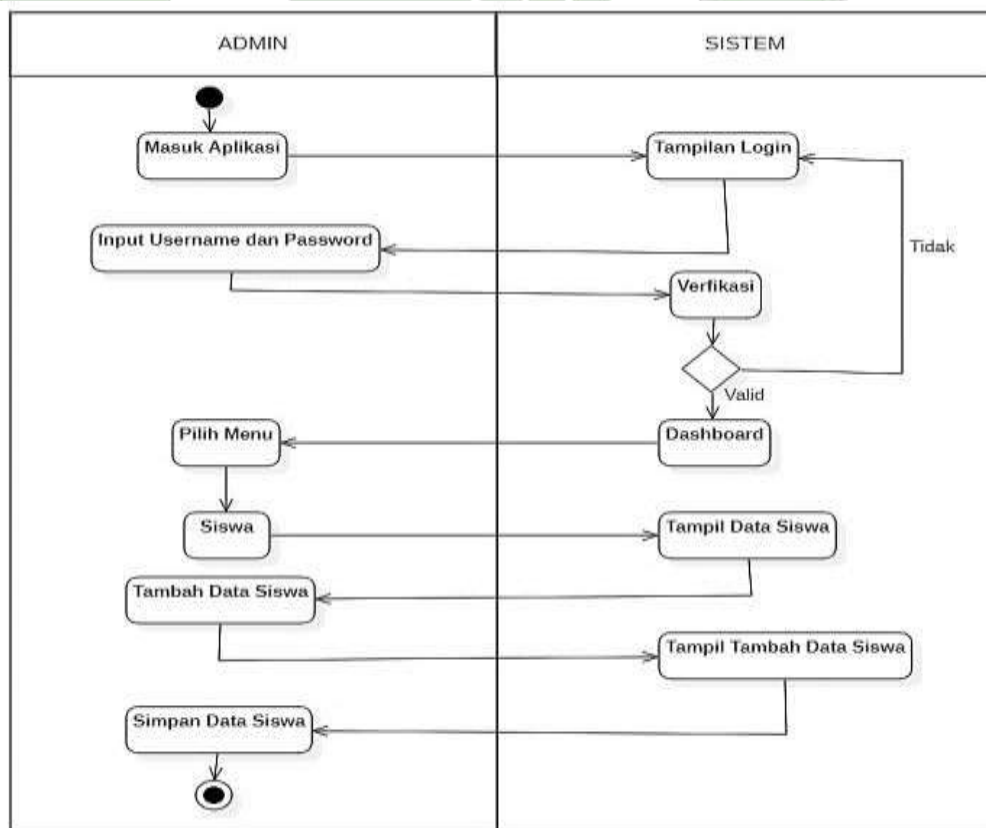 ADMIN
SISTEM
Masuk Aplikasi
Tampilan Login
Input Username dan Password
Tidak
Verfikasi
Valid
Pilih Menu
Dashboard
Siswa
Tampil Data Siswa
Tambah Data Siswa
Tampil Tambah Data Siswa
Simpan Data Siswa